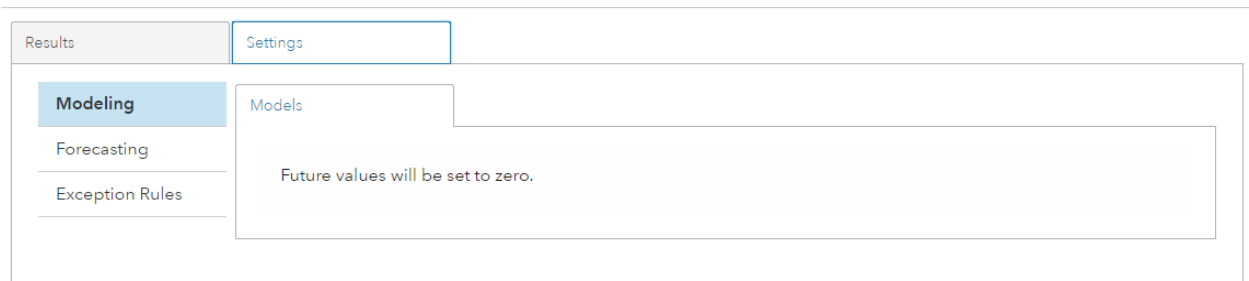 Results
Settings
Modeling
Models
Forecasting
Future values will be set to zero.
Exception Rules